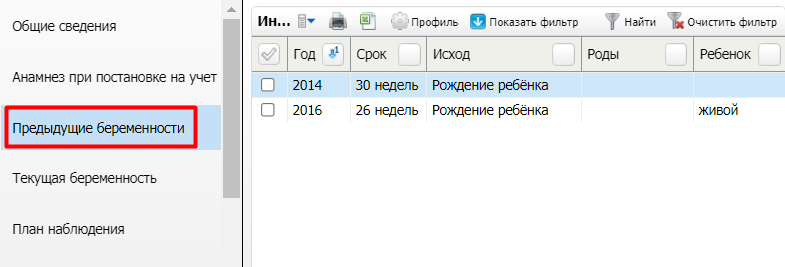 Общие сведения
Анамнез при постановке на учет
Предыдущие беременности
Текущая беременность
План наблюдения
Ин... Профиль Показать фильтр Найти Очистить фильтр
Год 1 Срок Исход Роды Ребенок
2014 30 недель Рождение ребёнка
2016 26 недель Рождение ребёнка живой